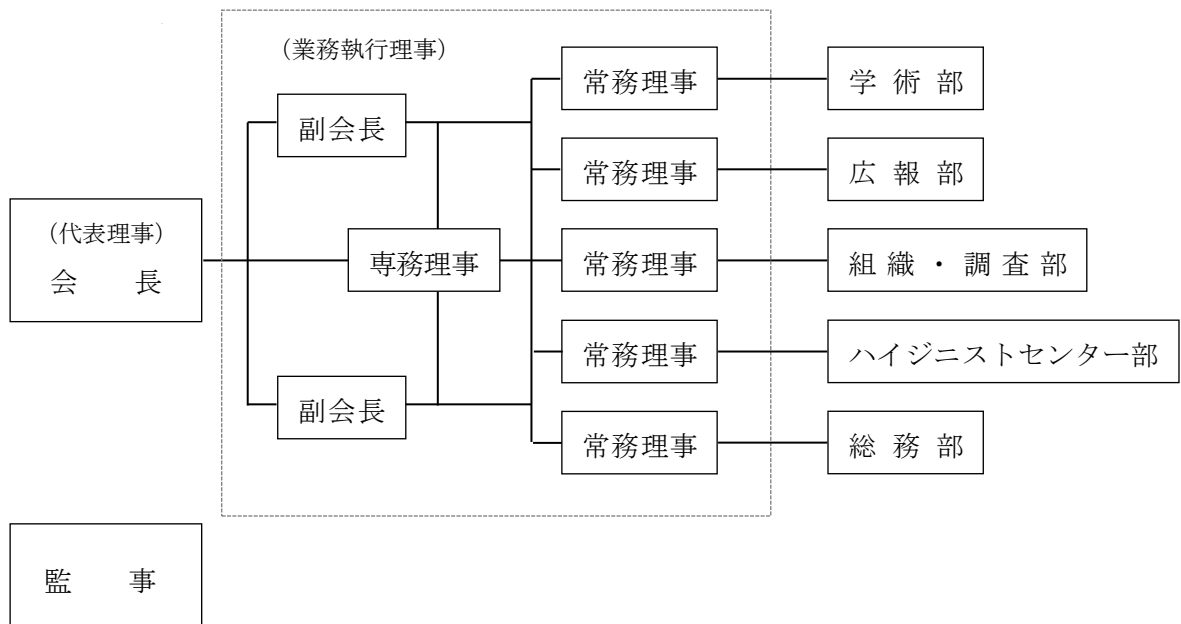 (業務執行理事)
常務理事
学術部
副会長
常務理事
広報部
(代表理事)
会長
専務理事
常務理事
組織・調査部
常務理事
ハイジニストセンター部
副会長
常務理事
総務部
監事